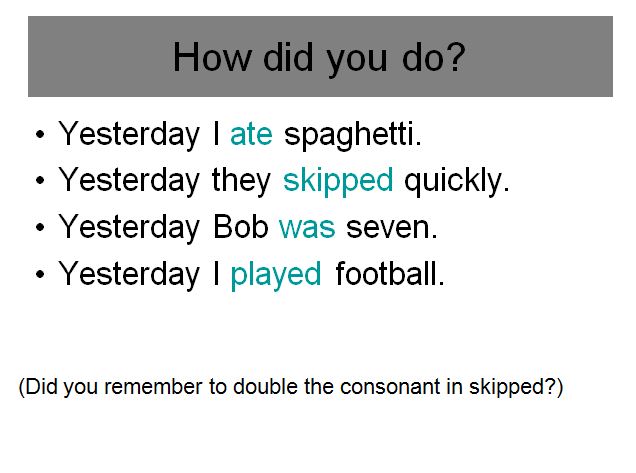 How did you do?
• Yesterday I ate spaghetti.
• Yesterday they skipped quickly.
• Yesterday Bob was seven.
• Yesterday I played football.
(Did you remember to double the consonant in skipped?)